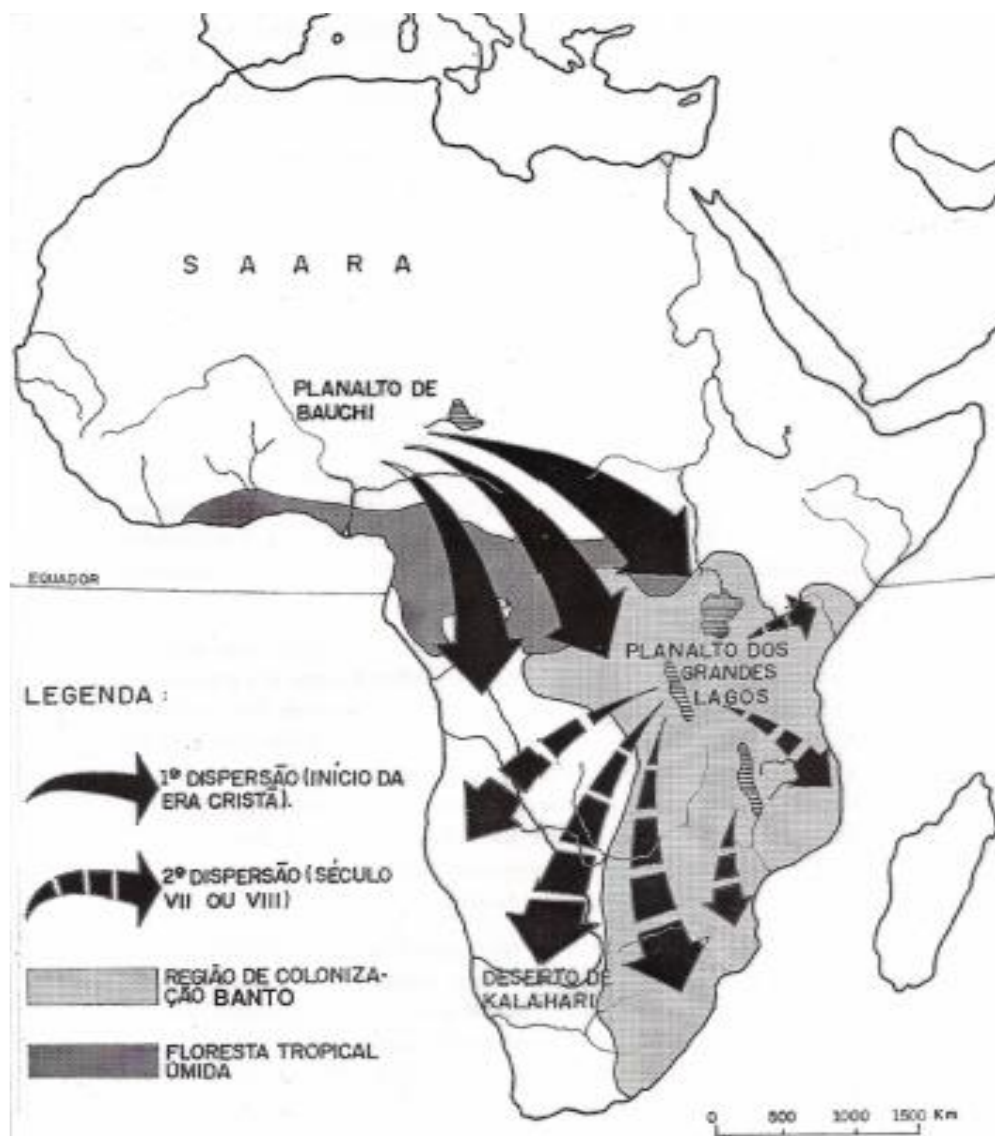 SAARA
PLANALTO DE
BAUCHI
EQUADOR
PLANALTO DOS
GRANDES
LAGOS
LEGENDA :
1ª DISPERSÃO (INÍCIO DA
ERA CRISTÃ).
2ª DISPERSÃO (SÉCULO
VII OU VIII)
REGIÃO DE COLONIZA-
ÇÃO BANTO
FLORESTA TROPICAL
ÚMIDA
DESERTO DE
KALAHARI
0 500 1000 1500 Km